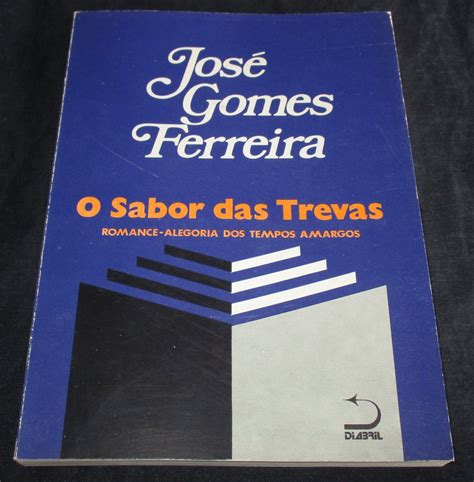 José
Gomes
Ferreira
O Sabor das Trevas
ROMANCE-ALEGORIA DOS TEMPOS AMARGOS
DIABRIL